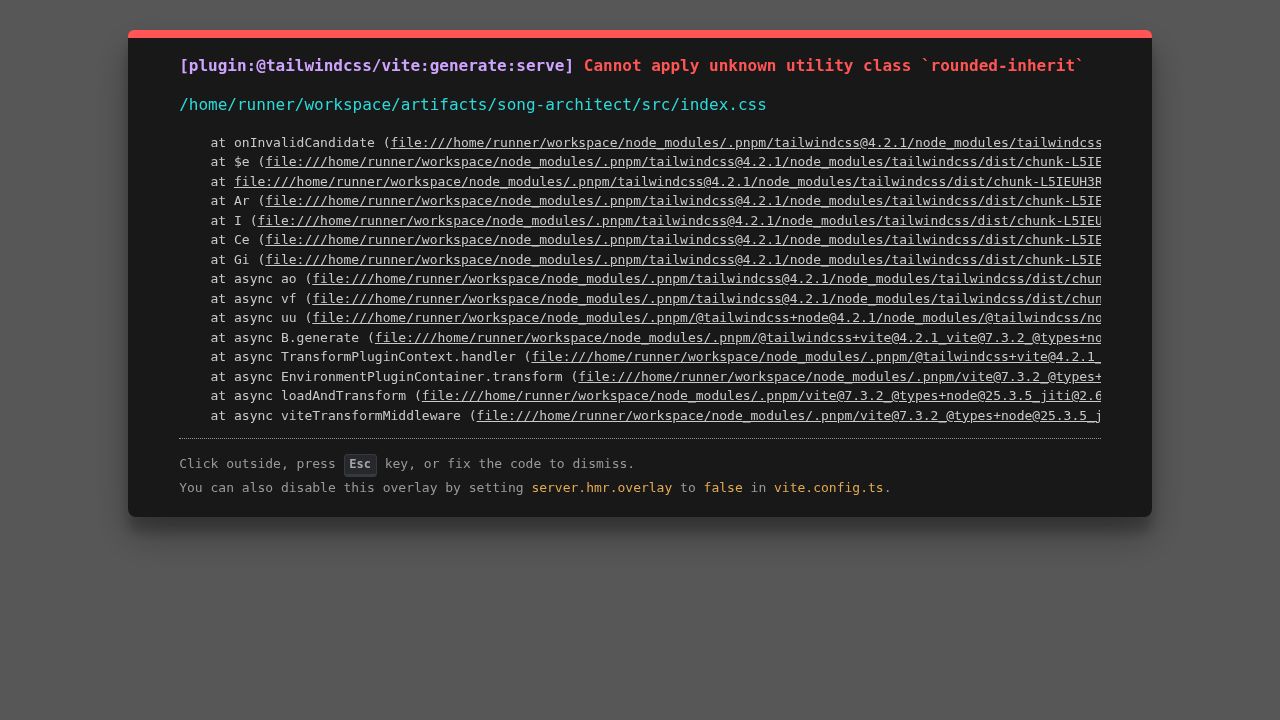 [plugin:@tailwindcss/vite:generate:serve] Cannot apply unknown utility class `rounded-inherit`
/home/runner/workspace/artifacts/song-architect/src/index.css
at onInvalidCandidate (file:///home/runner/workspace/node_modules/.pnpm/tailwindcss@4.2.1/node_modules/tailwindcss
at $e (file:///home/runner/workspace/node_modules/.pnpm/tailwindcss@4.2.1/node_modules/tailwindcss/dist/chunk-L5IE
at file:///home/runner/workspace/node_modules/.pnpm/tailwindcss@4.2.1/node_modules/tailwindcss/dist/chunk-L5IEUH3R
at Ar (file:///home/runner/workspace/node_modules/.pnpm/tailwindcss@4.2.1/node_modules/tailwindcss/dist/chunk-L5IE
at I (file:///home/runner/workspace/node_modules/.pnpm/tailwindcss@4.2.1/node_modules/tailwindcss/dist/chunk-L5IEU
at Ce (file:///home/runner/workspace/node_modules/.pnpm/tailwindcss@4.2.1/node_modules/tailwindcss/dist/chunk-L5IE
at Gi (file:///home/runner/workspace/node_modules/.pnpm/tailwindcss@4.2.1/node_modules/tailwindcss/dist/chunk-L5IE
at async ao (file:///home/runner/workspace/node_modules/.pnpm/tailwindcss@4.2.1/node_modules/tailwindcss/dist/chun
at async vf (file:///home/runner/workspace/node_modules/.pnpm/tailwindcss@4.2.1/node_modules/tailwindcss/dist/chun
at async uu (file:///home/runner/workspace/node_modules/.pnpm/@tailwindcss+node@4.2.1/node_modules/@tailwindcss/no
at async B.generate (file:///home/runner/workspace/node_modules/.pnpm/@tailwindcss+vite@4.2.1_vite@7.3.2_@types+no
at async TransformPluginContext.handler (file:///home/runner/workspace/node_modules/.pnpm/@tailwindcss+vite@4.2.1_
at async EnvironmentPluginContainer.transform (file:///home/runner/workspace/node_modules/.pnpm/vite@7.3.2_@types+
at async loadAndTransform (file:///home/runner/workspace/node_modules/.pnpm/vite@7.3.2_@types+node@25.3.5_jiti@2.6
at async viteTransformMiddleware (file:///home/runner/workspace/node_modules/.pnpm/vite@7.3.2_@types+node@25.3.5_j
Click outside, press Esc key, or fix the code to dismiss.
You can also disable this overlay by setting server.hmr.overlay to false in vite.config.ts.